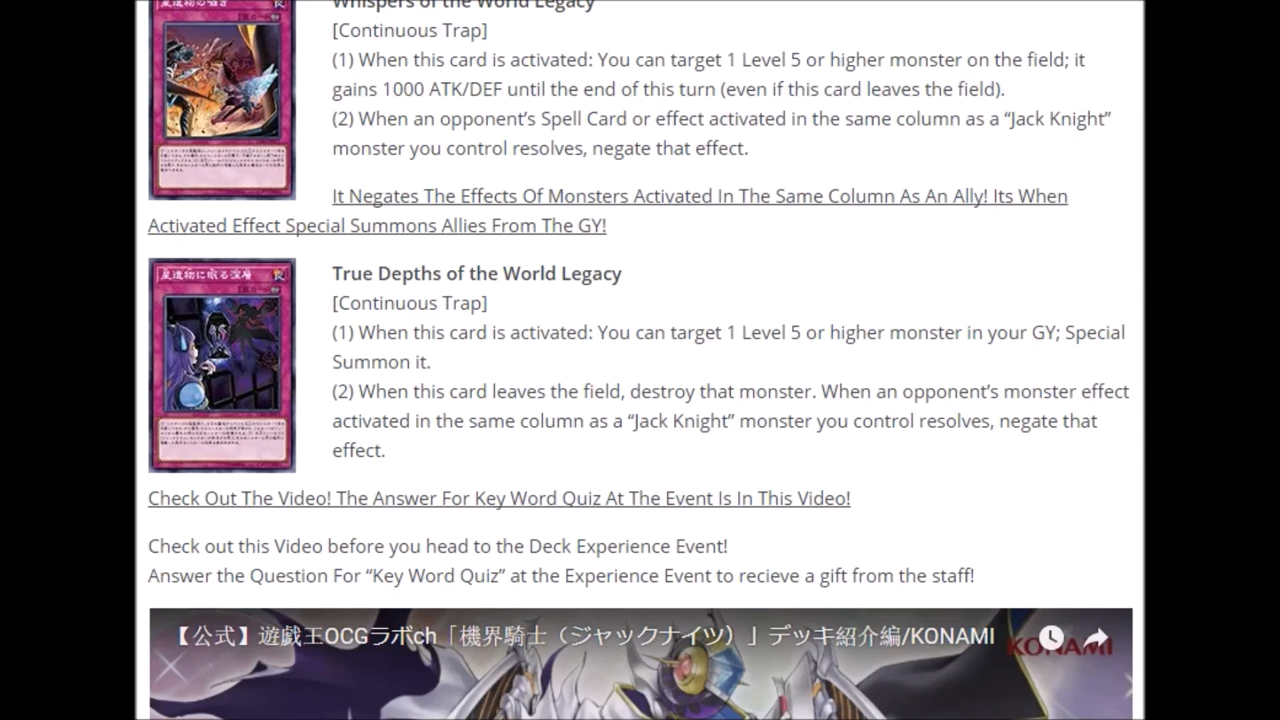 Whispers of the World Legacy
[Continuous Trap]
(1) When this card is activated: You can target 1 Level 5 or higher monster on the field; it
gains 1000 ATK/DEF until the end of this turn (even if this card leaves the field).
(2) When an opponent’s Spell Card or effect activated in the same column as a “Jack Knight”
monster you control resolves, negate that effect.
It Negates The Effects Of Monsters Activated In The Same Column As An Ally! Its When
Activated Effect Special Summons Allies From The GY!
星遺物に眠る深層
True Depths of the World Legacy
[Continuous Trap]
(1) When this card is activated: You can target 1 Level 5 or higher monster in your GY; Special
Summon it.
(2) When this card leaves the field, destroy that monster. When an opponent’s monster effect
activated in the same column as a “Jack Knight” monster you control resolves, negate that
effect.
Check Out The Video! The Answer For Key Word Quiz At The Event Is In This Video!
Check out this Video before you head to the Deck Experience Event!
Answer the Question For “Key Word Quiz” at the Experience Event to recieve a gift from the staff!
【公式】遊戯王OCGラボch「機界騎士（ジャックナイツ）」デッキ紹介編/KONAMI
KONAMI